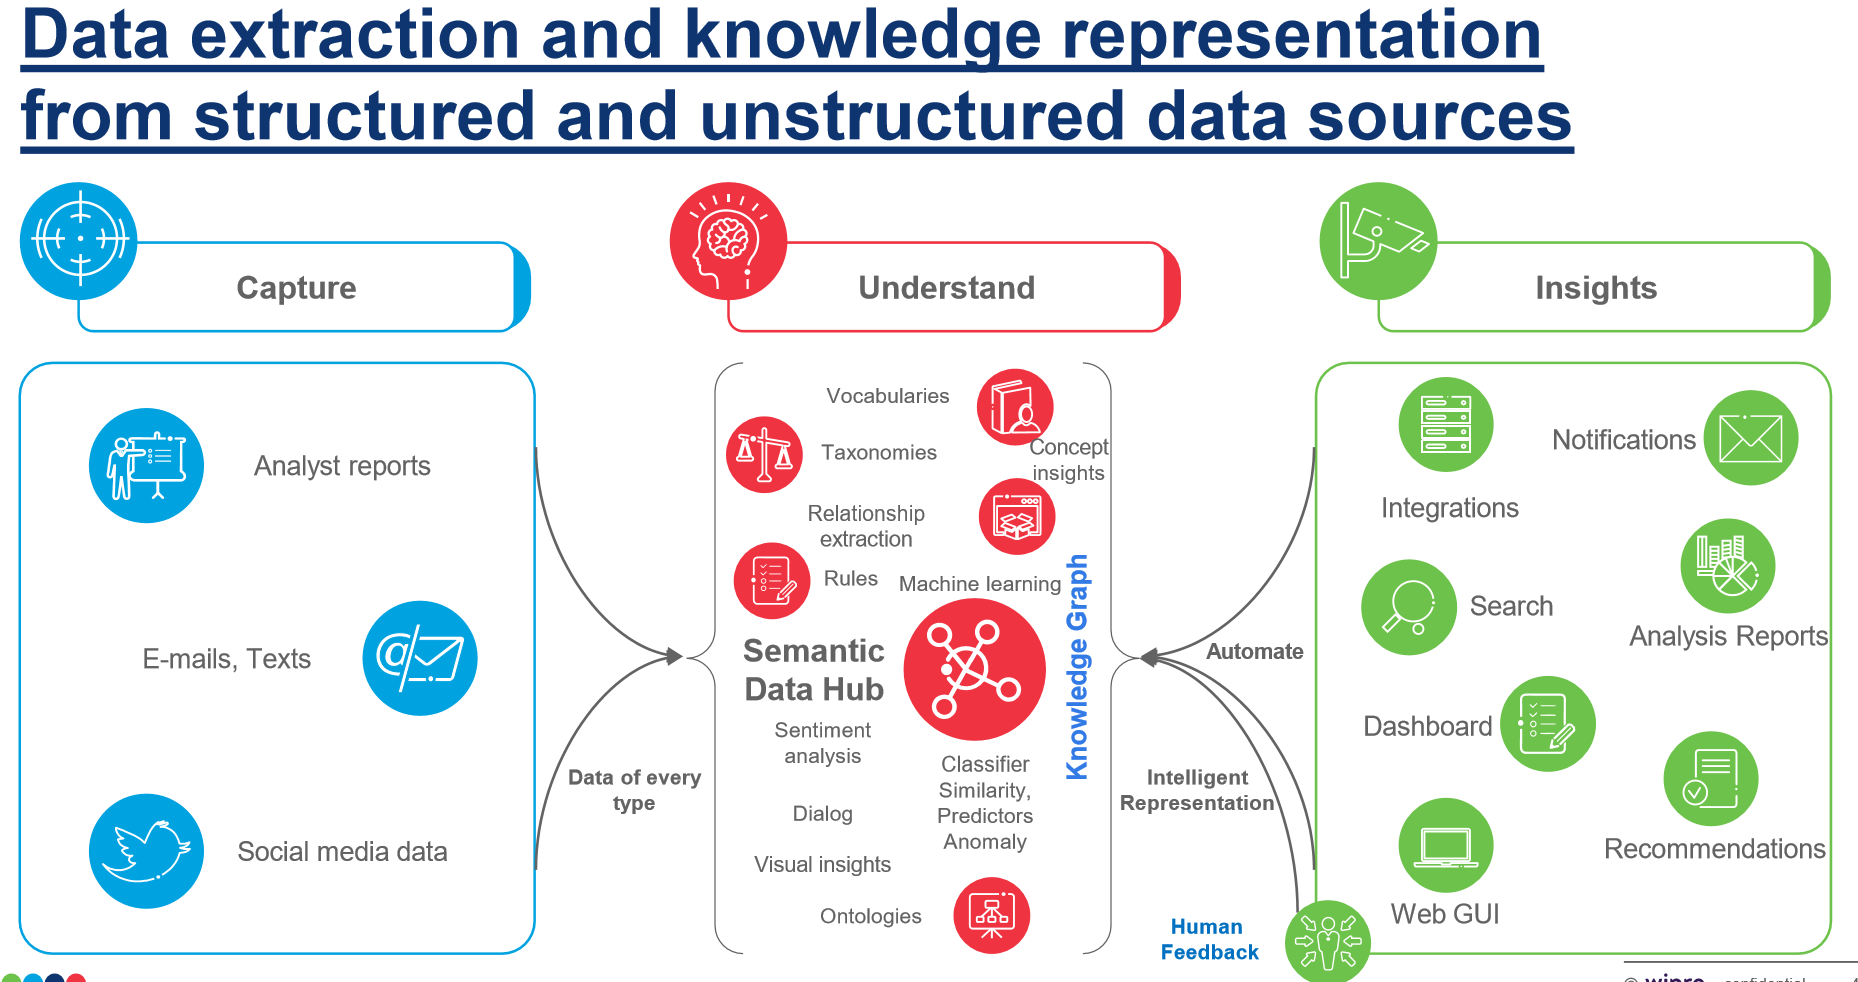 Data extraction and knowledge representation
from structured and unstructured data sources
Capture
Understand
Insights
Analyst reports
E-mails, Texts
Social media data
Data of every
type
Vocabularies
Concept
insights
Taxonomies
Relationship
extraction
Rules
Machine learning
Semantic
Data Hub
Knowledge Graph
Sentiment
analysis
Classifier
Similarity,
Predictors
Anomaly
Dialog
Visual insights
Ontologies
Automate
Intelligent
Representation
Human
Feedback
Integrations
Notifications
Search
Analysis Reports
Dashboard
Recommendations
Web GUI
© wipro confidential 4